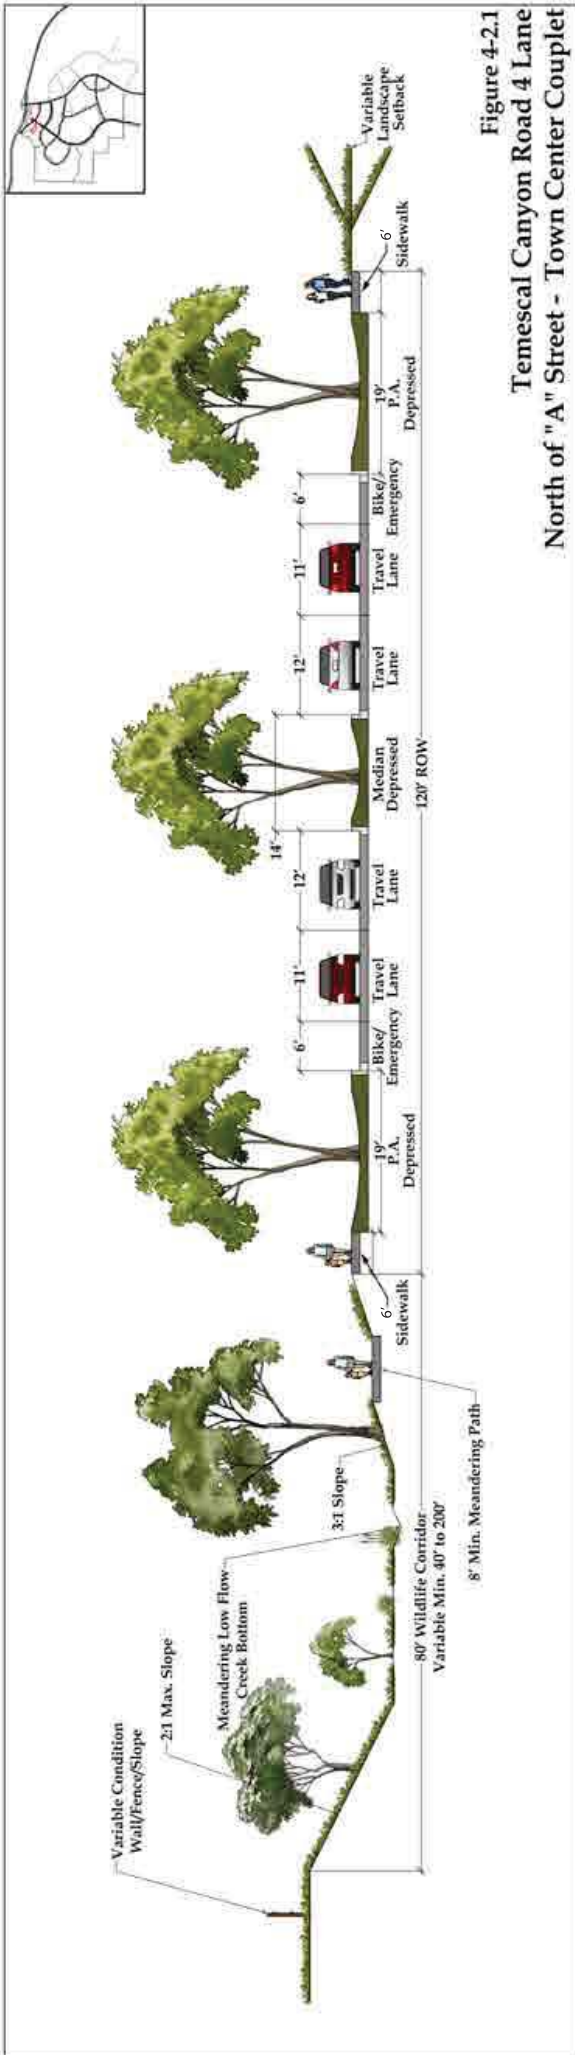 Variable Condition
Wall/Fence/Slope
2:1 Max. Slope
Meandering Low Flow
Creek Bottom
3:1 Slope
80' Wildlife Corridor
Variable Min. 40' to 200'
8' Min. Meandering Path
6'
Sidewalk
19'
P.A.
Depressed
6'
Bike/
Emergency
11'
Travel
Lane
12'
Travel
Lane
14'
Median
Depressed
120' ROW
12'
Travel
Lane
11'
Travel
Lane
6'
Bike/
Emergency
19'
P.A.
Depressed
6'
Sidewalk
Variable
Landscape
Setback
Figure 4-2.1
Temescal Canyon Road 4 Lane
North of "A" Street - Town Center Couplet